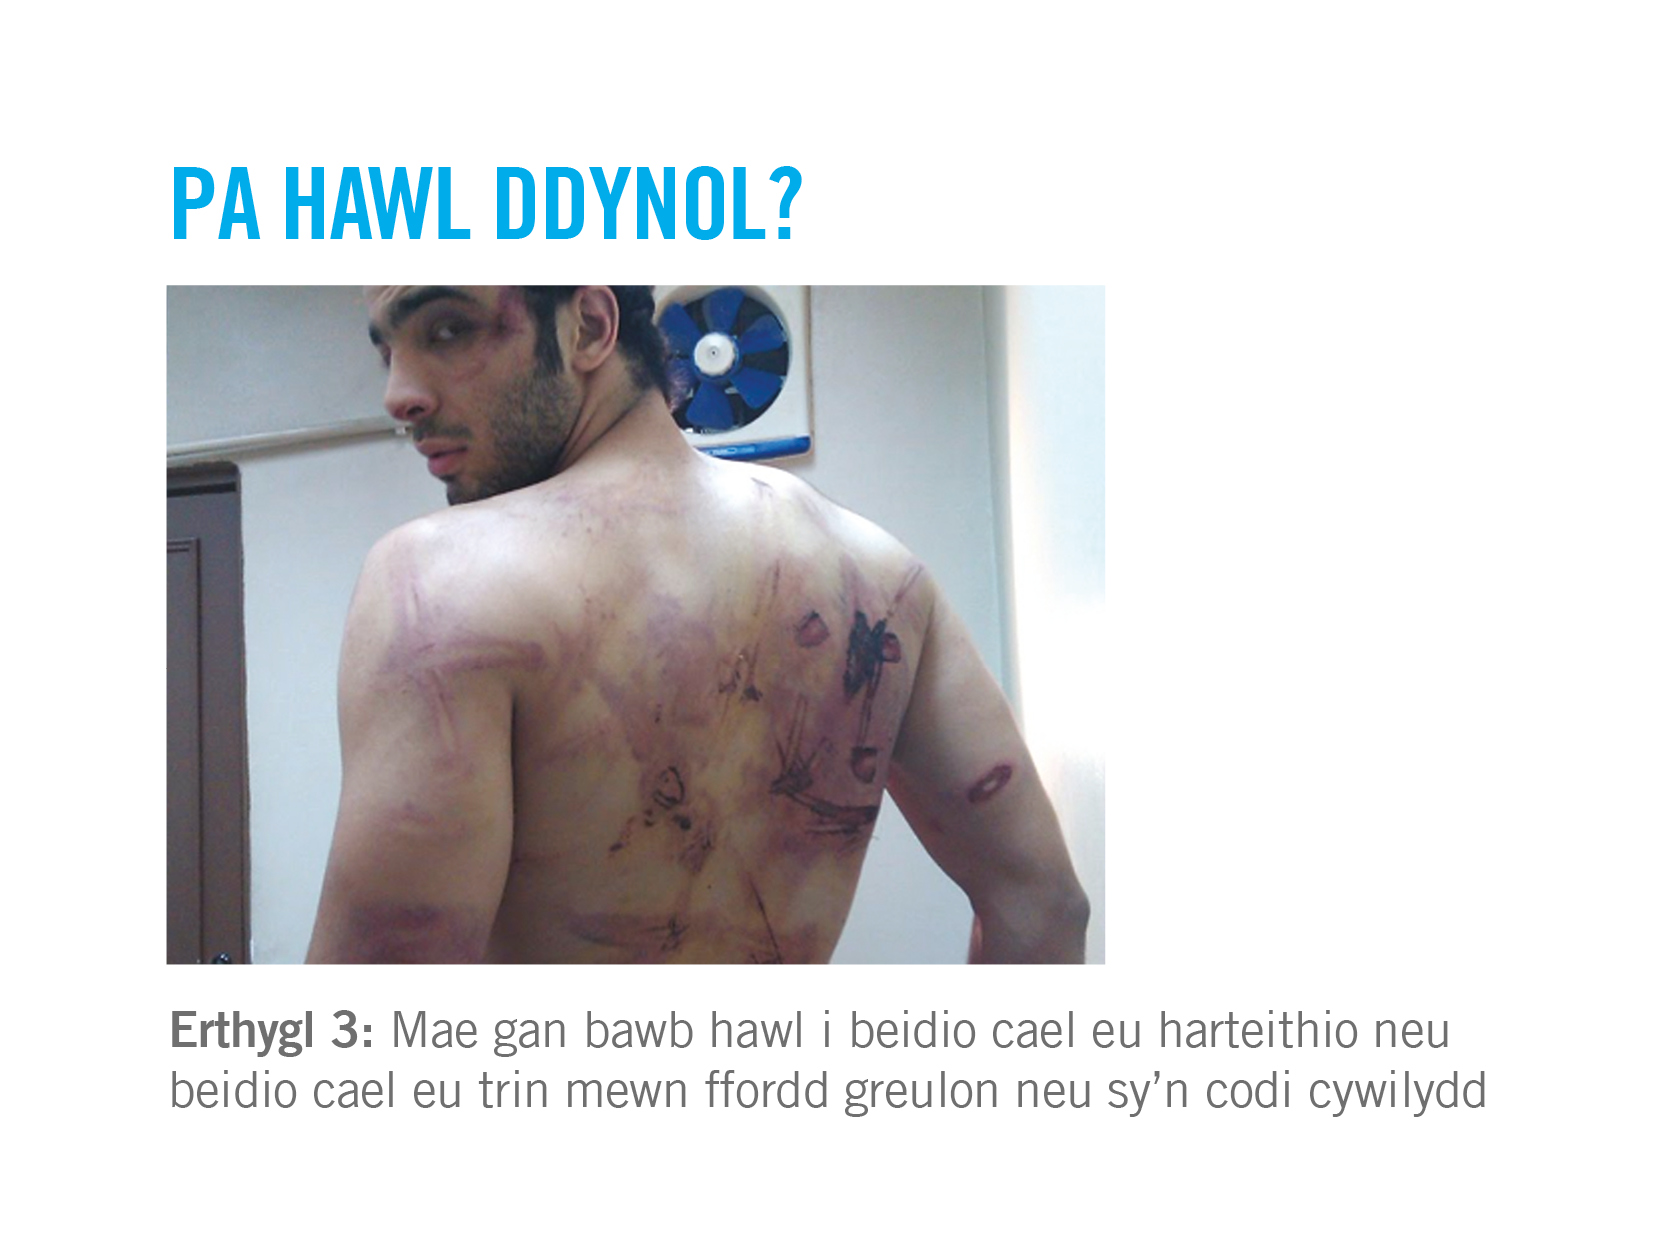 PA HAWL DDYNOL?
Erthygl 3: Mae gan bawb hawl i beidio cael eu harteithio neu
beidio cael eu trin mewn ffordd greulon neu sy’n codi cywilydd